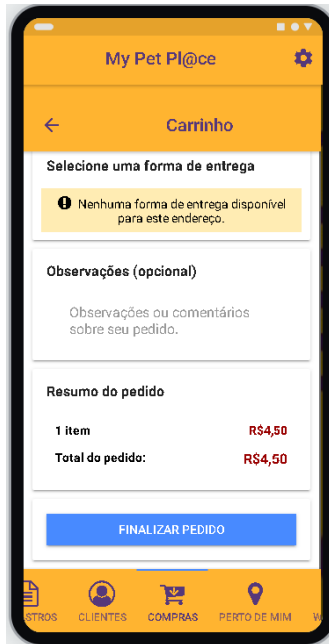 My Pet Pl@ce
Carrinho
Selecione uma forma de entrega
Nenhuma forma de entrega disponível
para este endereço.
Observações (opcional)
Observações ou comentários
sobre seu pedido.
Resumo do pedido
1 item R$4,50
Total do pedido: R$4,50
FINALIZAR PEDIDO
STROS CLIENTES COMPRAS PERTO DE MIM W